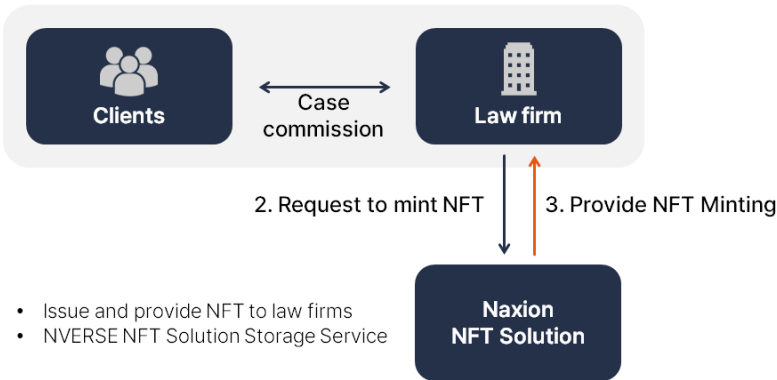 Clients
Case
commission
Law firm
2. Request to mint NFT
3. Provide NFT Minting
• Issue and provide NFT to law firms
• NVERSE NFT Solution Storage Service
Naxion
NFT Solution